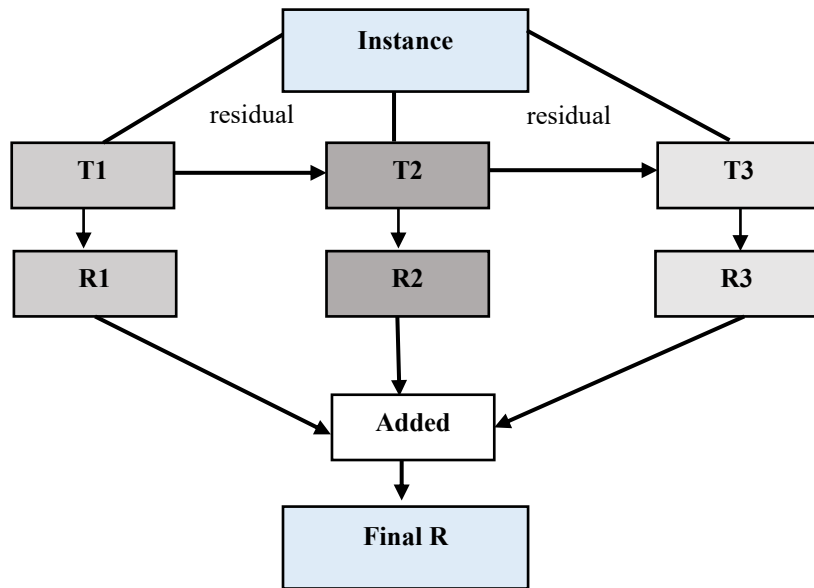 Instance
residual
residual
T1
T2
T3
R1
R2
R3
Added
Final R